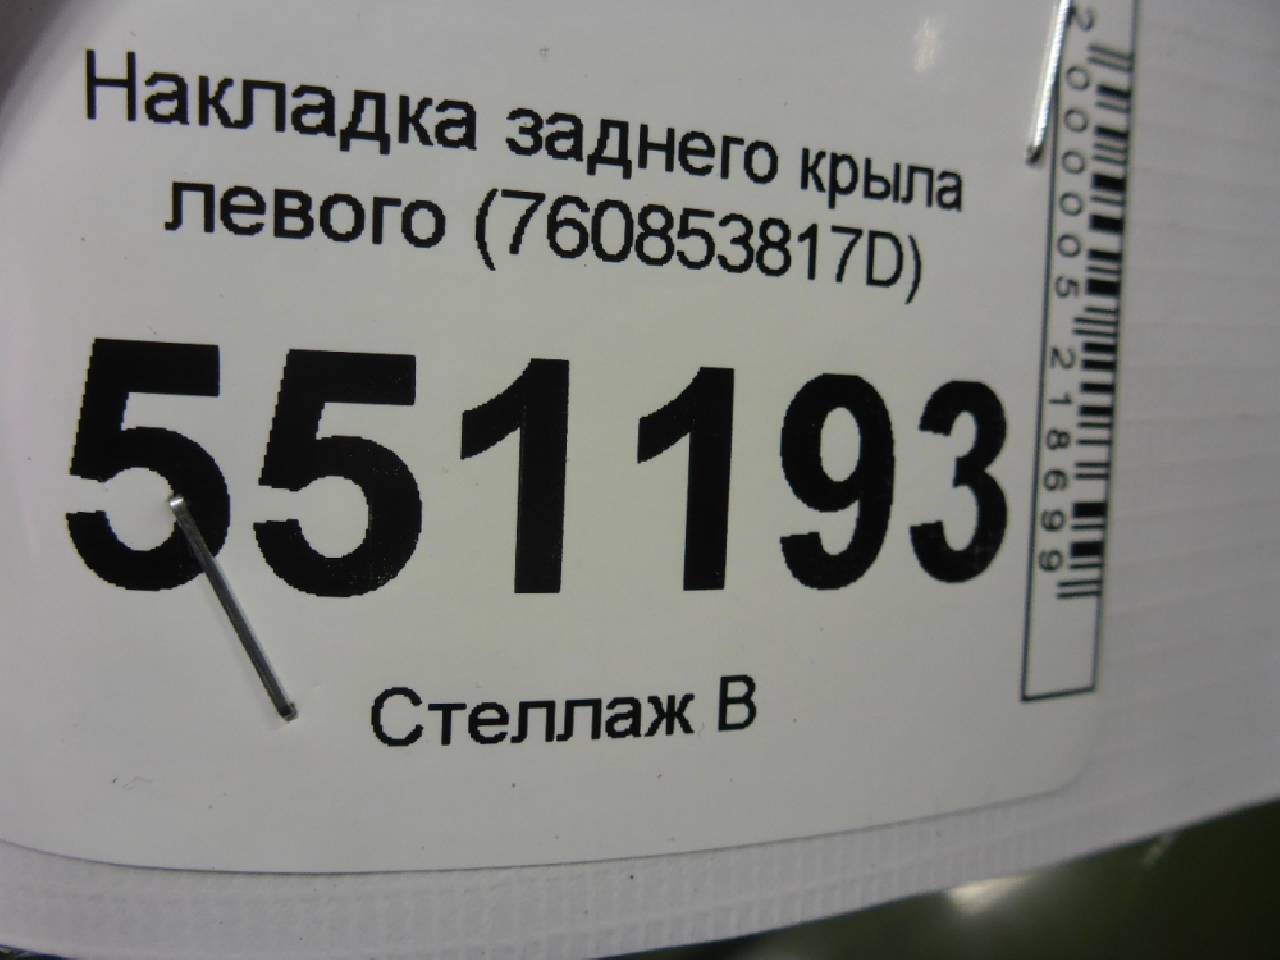 Накладка заднего крыла
левого (760853817D)
551193
Стеллаж В
2000005218699